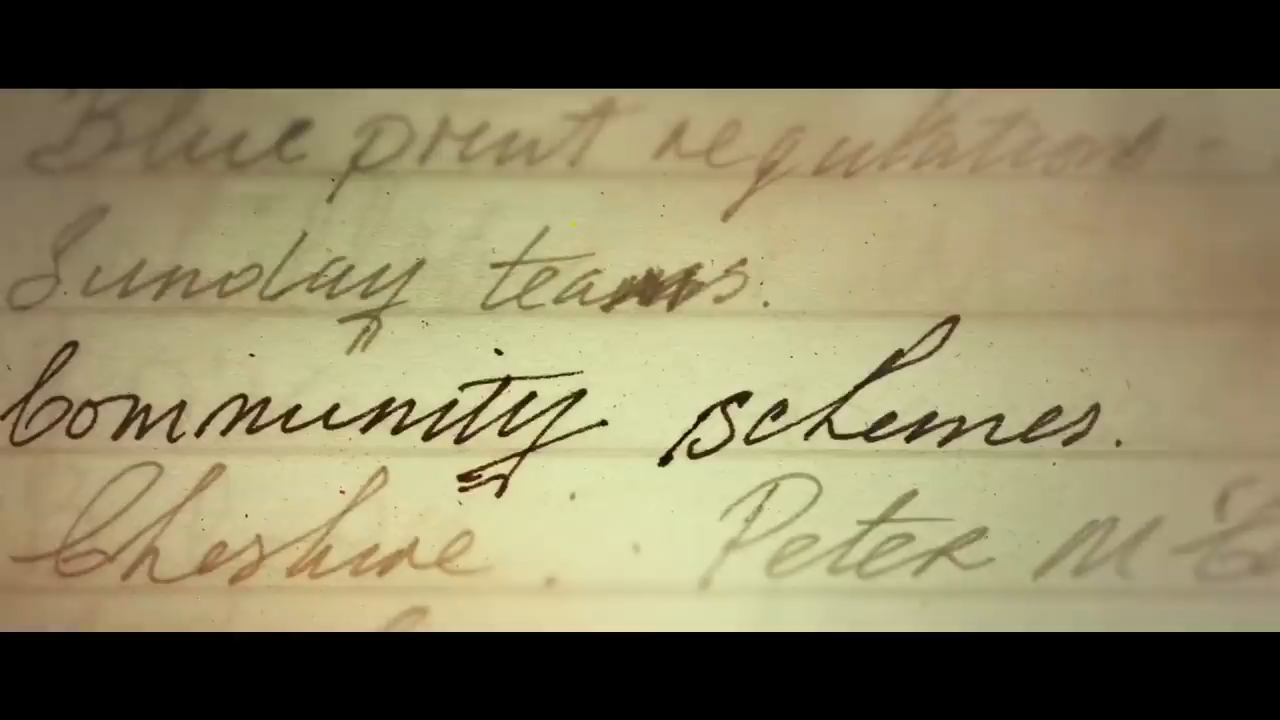 Blue print regulations -
Sunday teams.
Community schemes.
Cheshire. Peter M